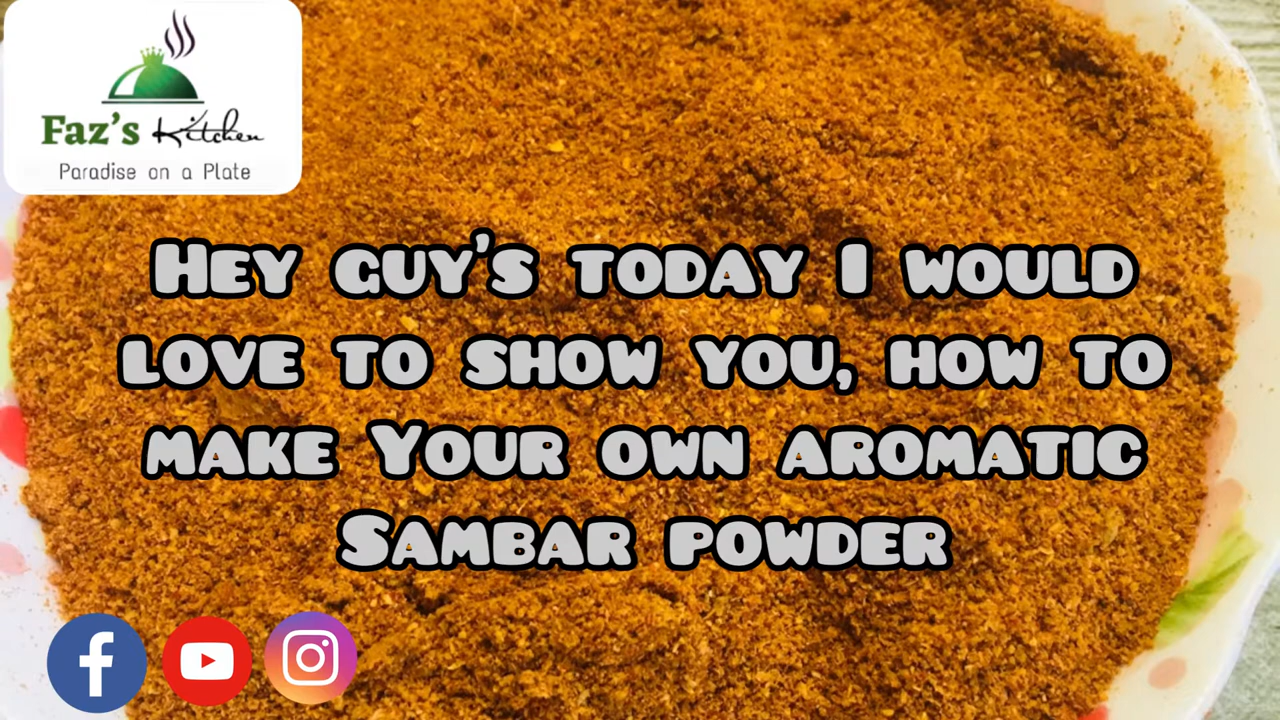 Faz's Kitchen
Paradise on a Plate
Hey guy's today I would
love to show you, how to
make Your own aromatic
Sambar powder